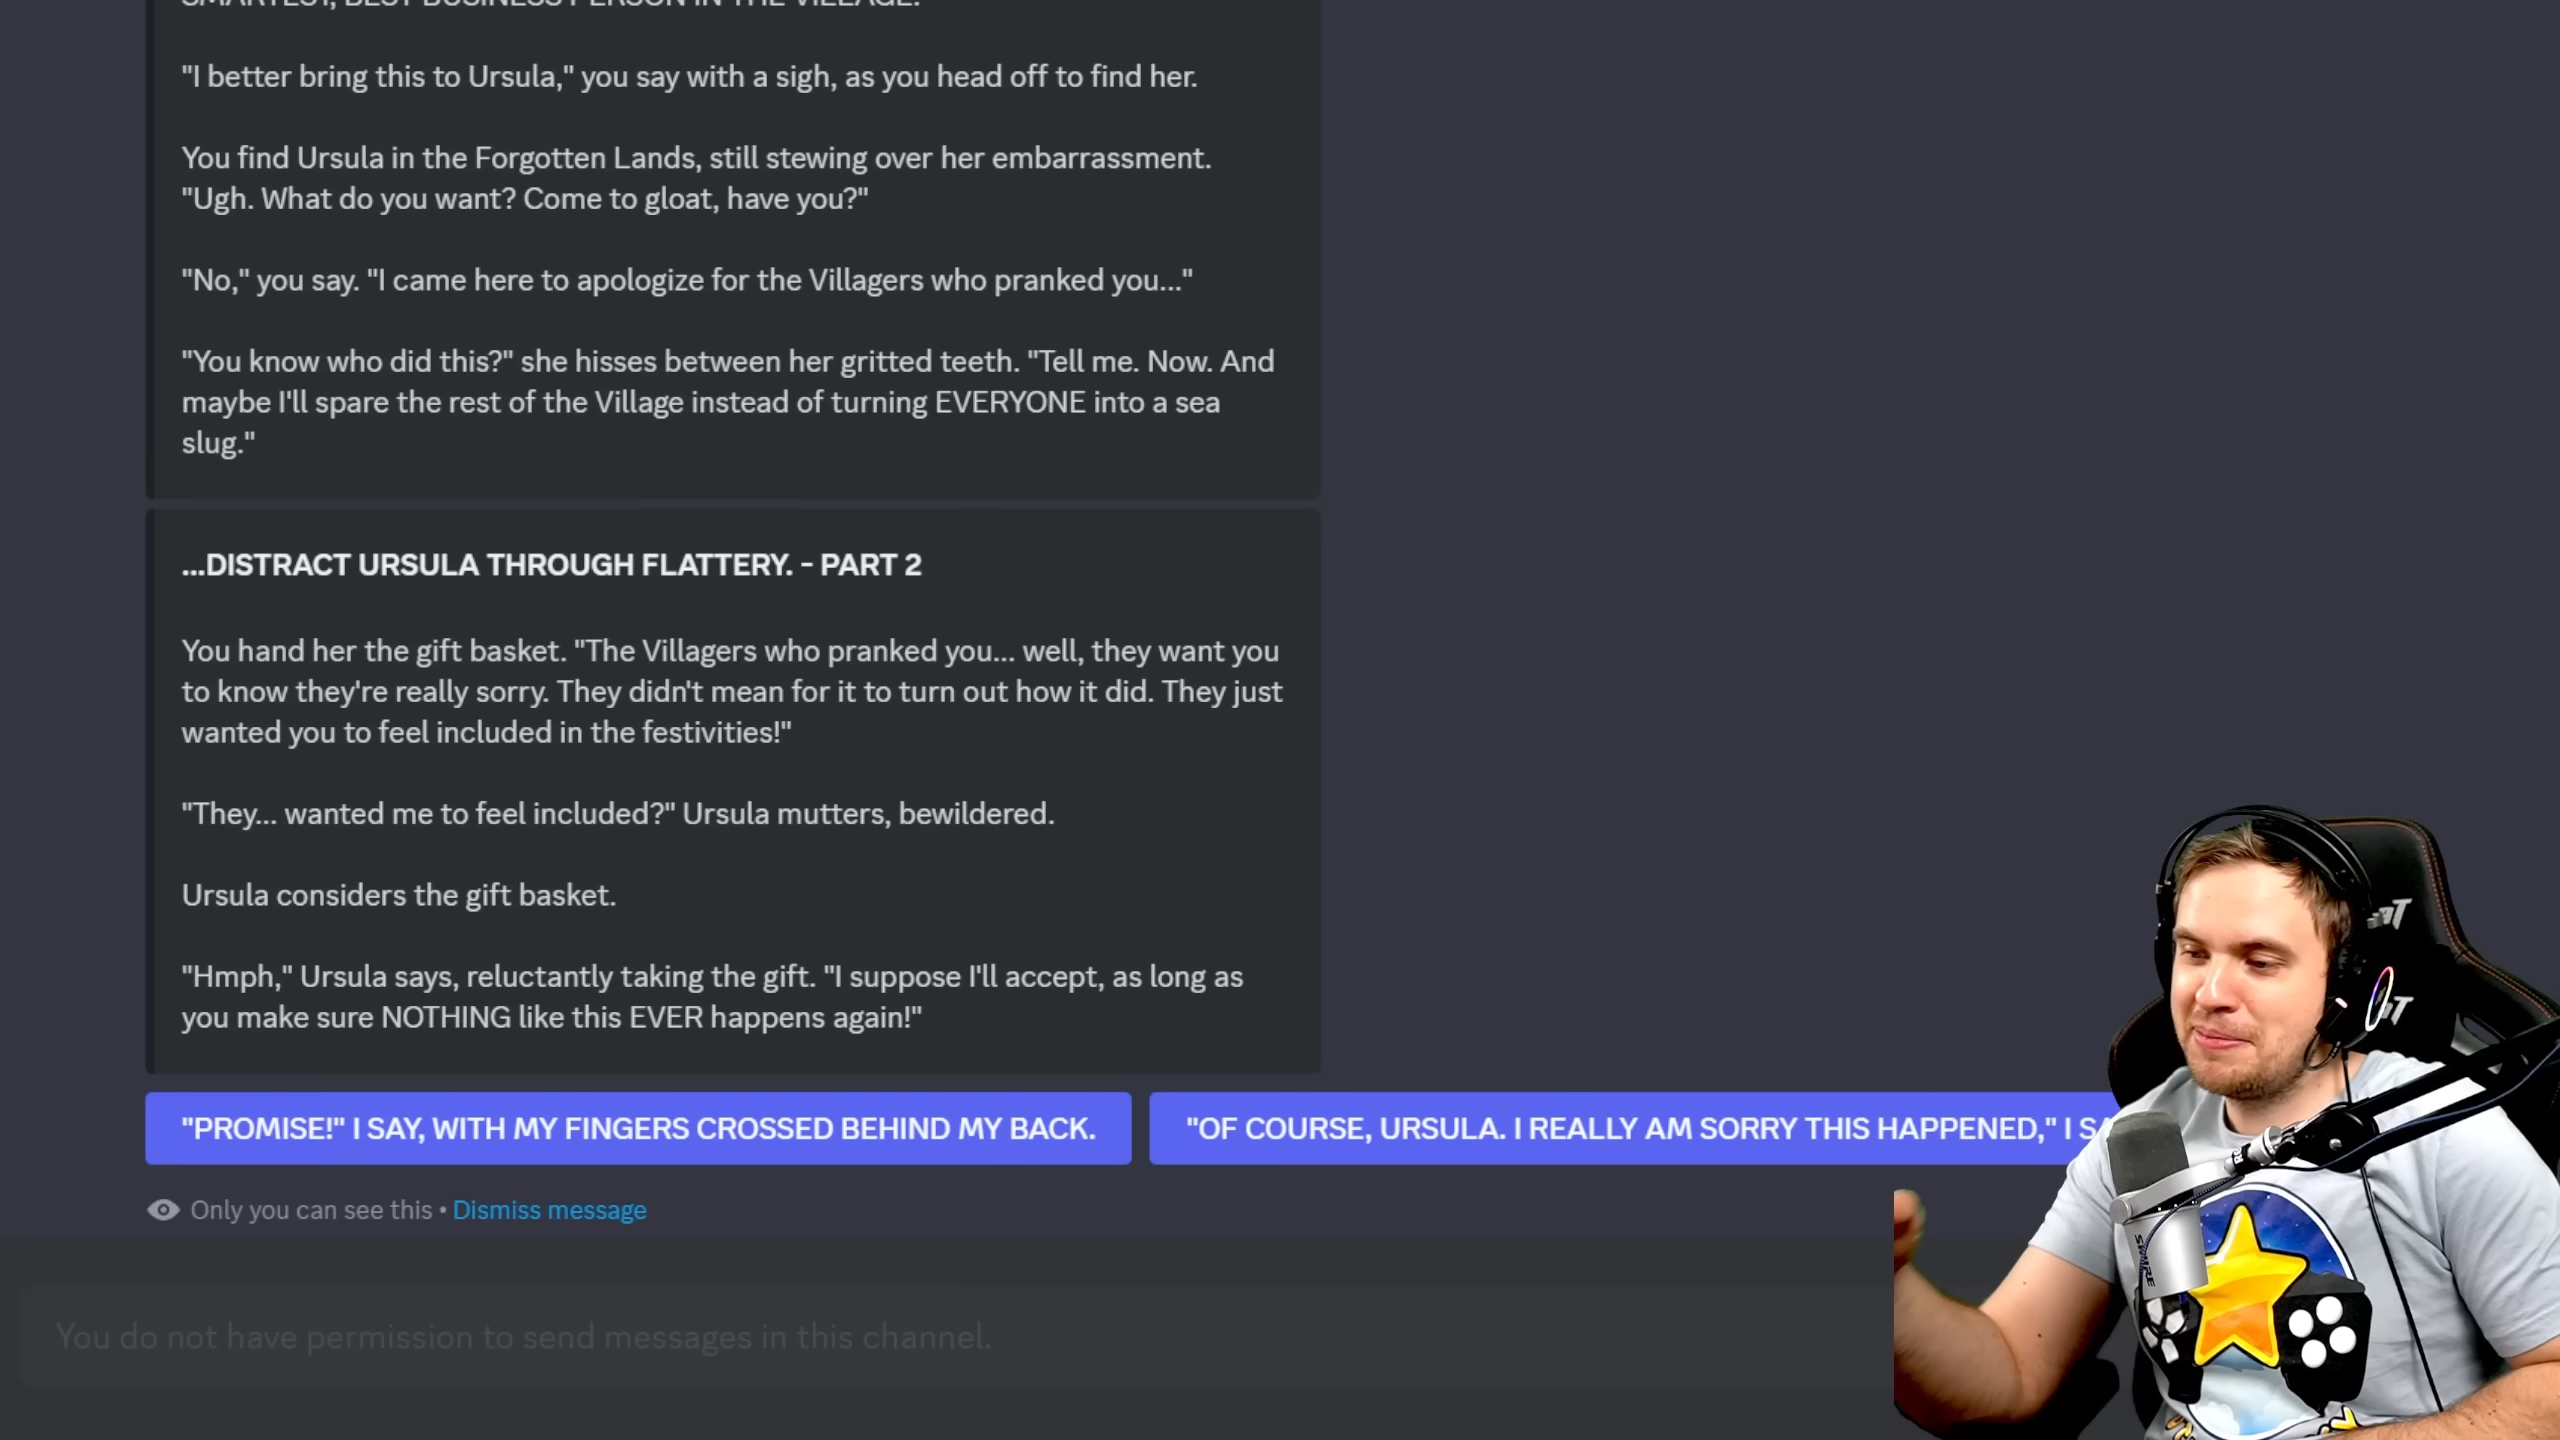 SMARTEST, BEST BUSINESS PERSON IN THE VILLAGE.
"I better bring this to Ursula," you say with a sigh, as you head off to find her.
You find Ursula in the Forgotten Lands, still stewing over her embarrassment.
"Ugh. What do you want? Come to gloat, have you?"
"No," you say. "I came here to apologize for the Villagers who pranked you..."
"You know who did this?" she hisses between her gritted teeth. "Tell me. Now. And
maybe I'll spare the rest of the Village instead of turning EVERYONE into a sea
slug."
...DISTRACT URSULA THROUGH FLATTERY. - PART 2
You hand her the gift basket. "The Villagers who pranked you... well, they want you
to know they're really sorry. They didn't mean for it to turn out how it did. They just
wanted you to feel included in the festivities!"
"They... wanted me to feel included?" Ursula mutters, bewildered.
Ursula considers the gift basket.
"Hmph," Ursula says, reluctantly taking the gift. "I suppose I'll accept, as long as
you make sure NOTHING like this EVER happens again!"
"PROMISE!" I SAY, WITH MY FINGERS CROSSED BEHIND MY BACK.
"OF COURSE, URSULA. I REALLY AM SORRY THIS HAPPENED," I
Only you can see this • Dismiss message
You do not have permission to send messages in this channel.